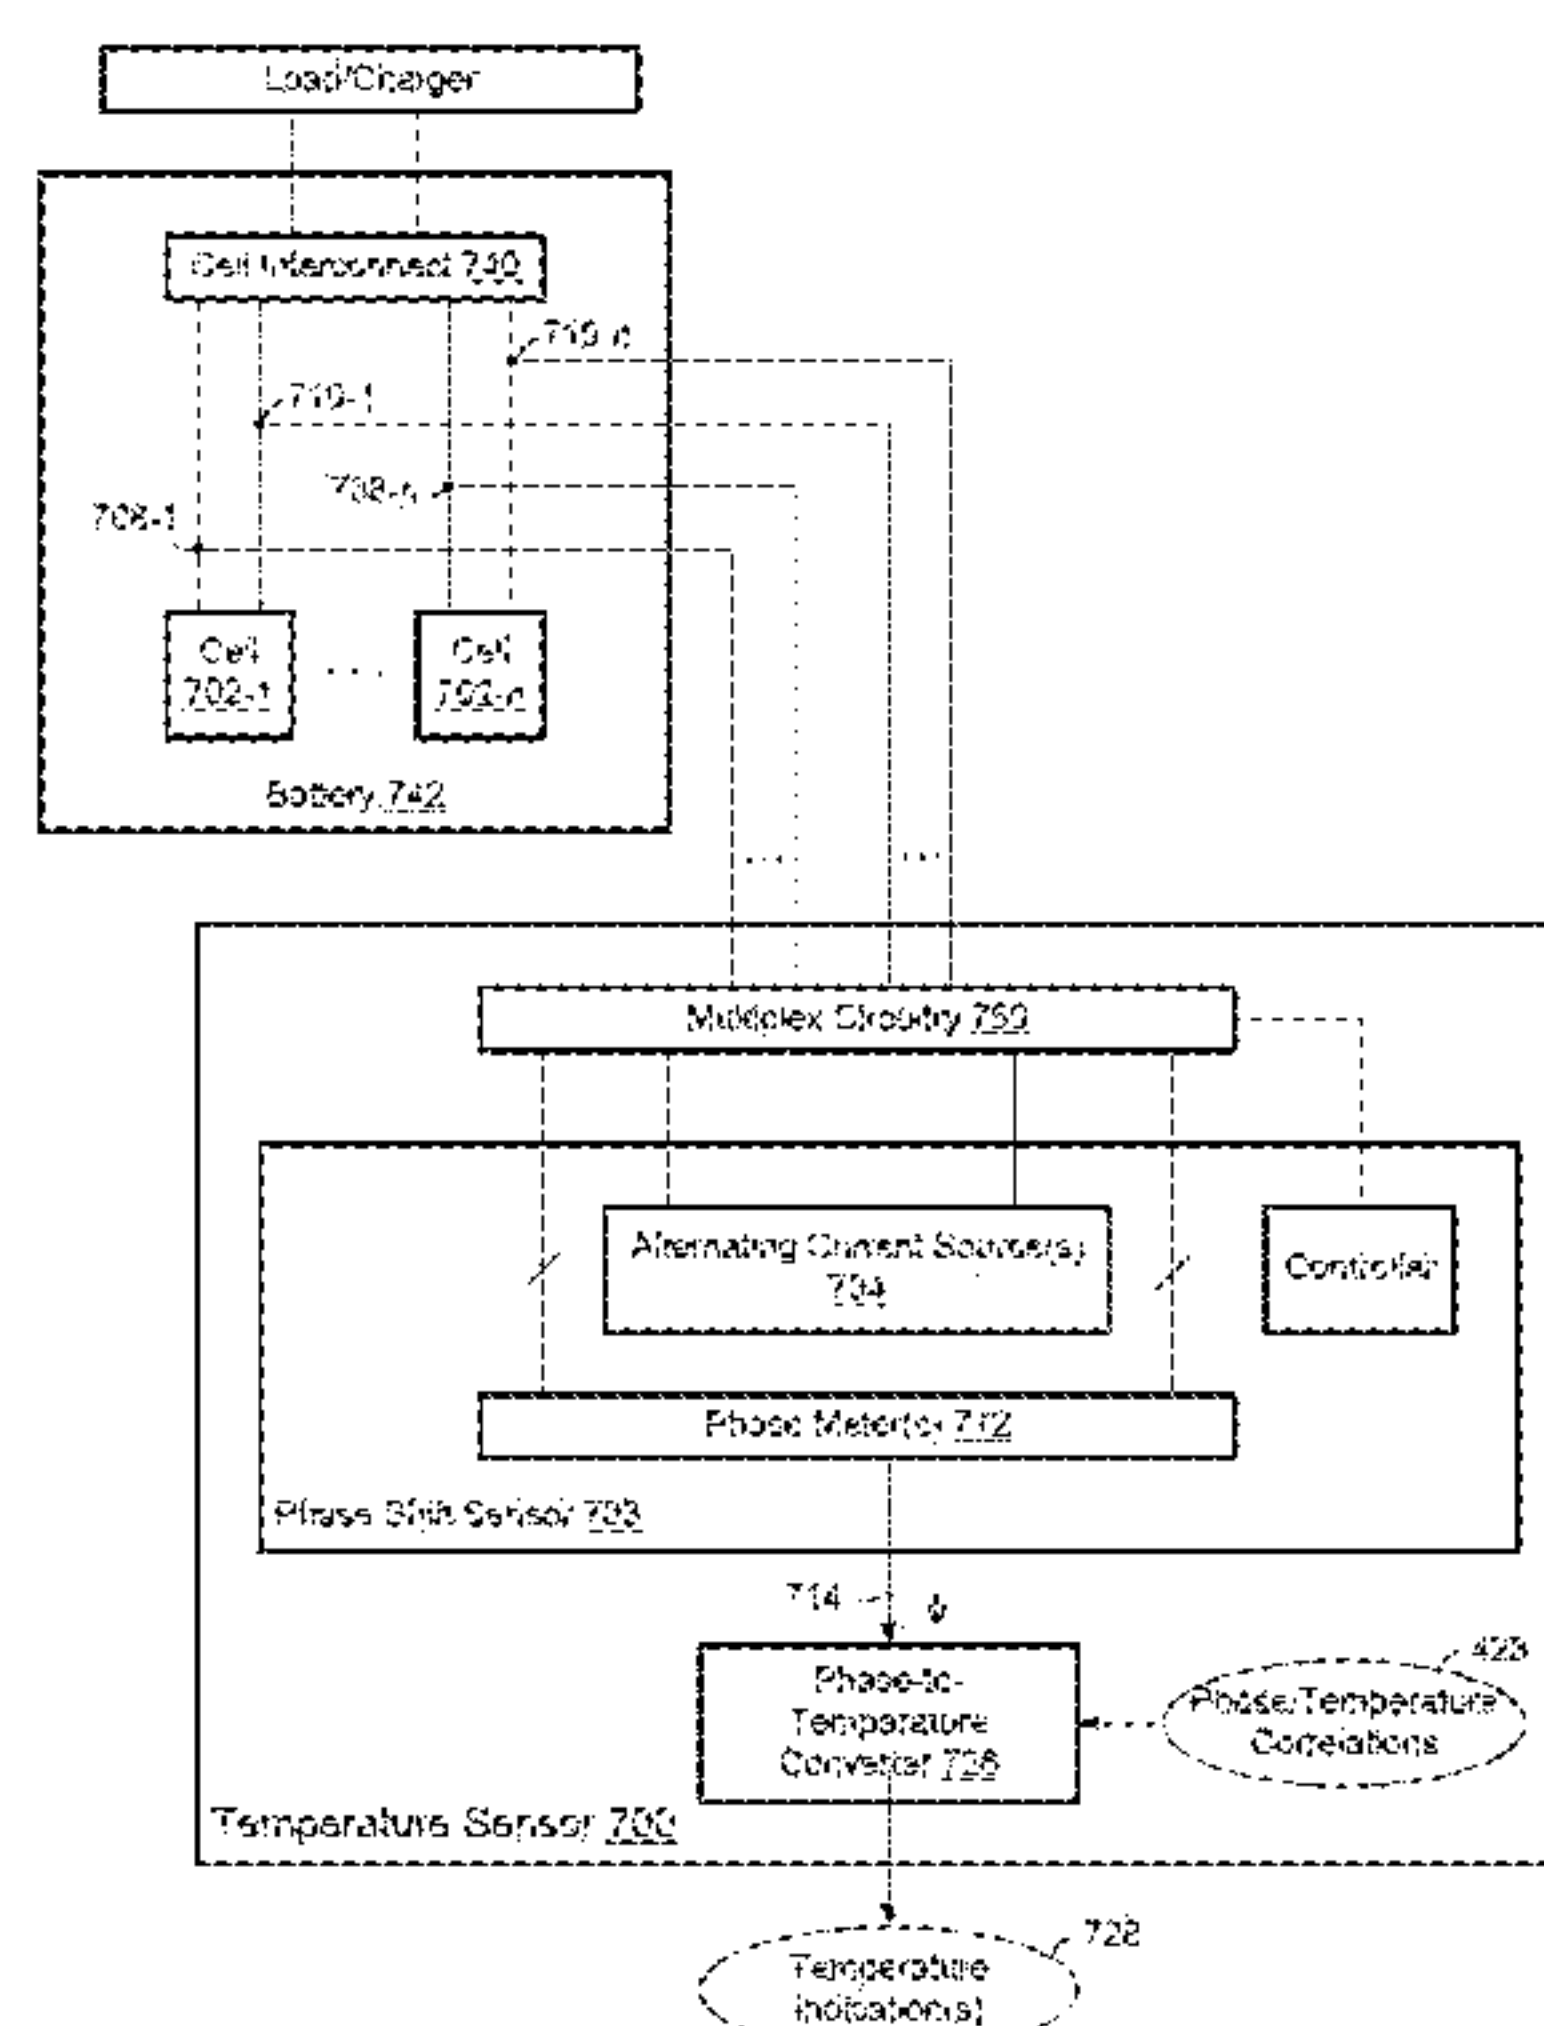 Load/Charger
Cell Interconnect 740
710-n
710-1
708-n
708-1
Cell
702-1
. . .
Cell
702-n
Battery 742
...
...
Multiplex Circuitry
Alternating Current Source(s)
704
Controller
Phase Meter(s) 712
Phase Shift Sensor
714
ϕ
Phase-to-
Temperature
Converter 726
Phase/Temperature
Correlations
Temperature Sensor 700
728
Temperature
Indication(s)